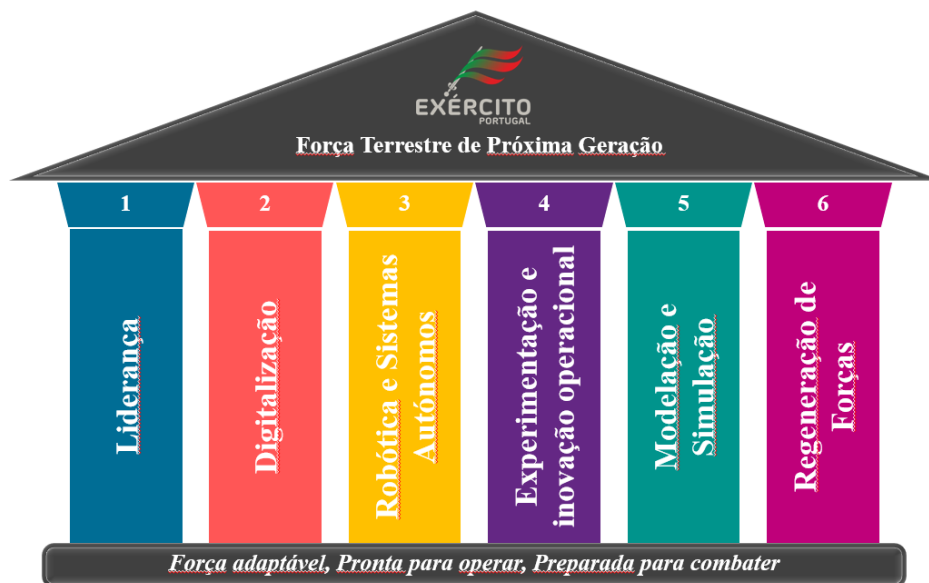 EXÉRCITO
PORTUGAL
Força Terrestre de Próxima Geração
1
2
3
4
5
6
Liderança
Digitalização
Robótica e Sistemas
Autónomos
Experimentação e
inovação operacional
Modelação e
Simulação
Regeneração de
Forças
Força adaptável, Pronta para operar, Preparada para combater